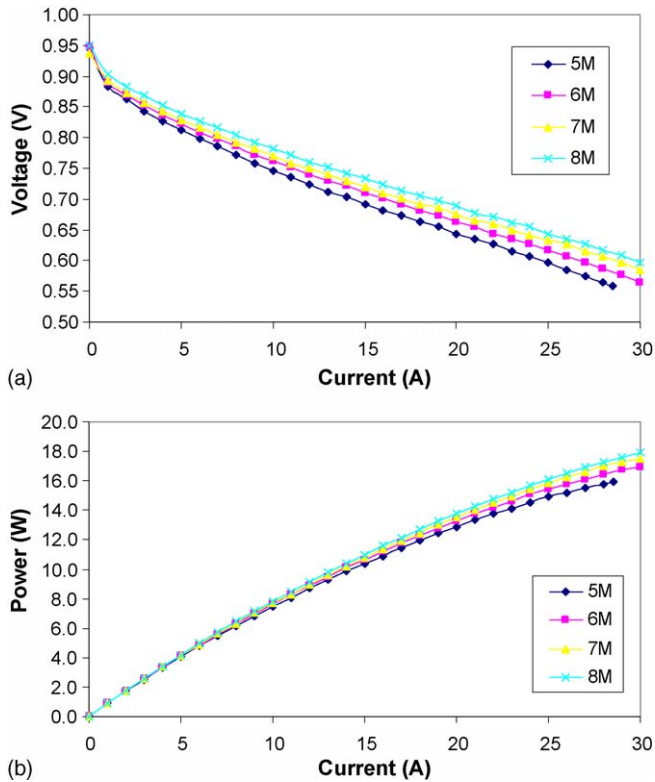 1.00
0.95
0.90
0.85
0.80
0.75
0.70
0.65
0.60
0.55
0.50
Voltage (V)
5M
6M
7M
8M
0 5 10 15 20 25 30
(a)
Current (A)
20.0
18.0
16.0
14.0
12.0
10.0
8.0
6.0
4.0
2.0
0.0
Power (W)
5M
6M
7M
8M
0 5 10 15 20 25 30
(b)
Current (A)